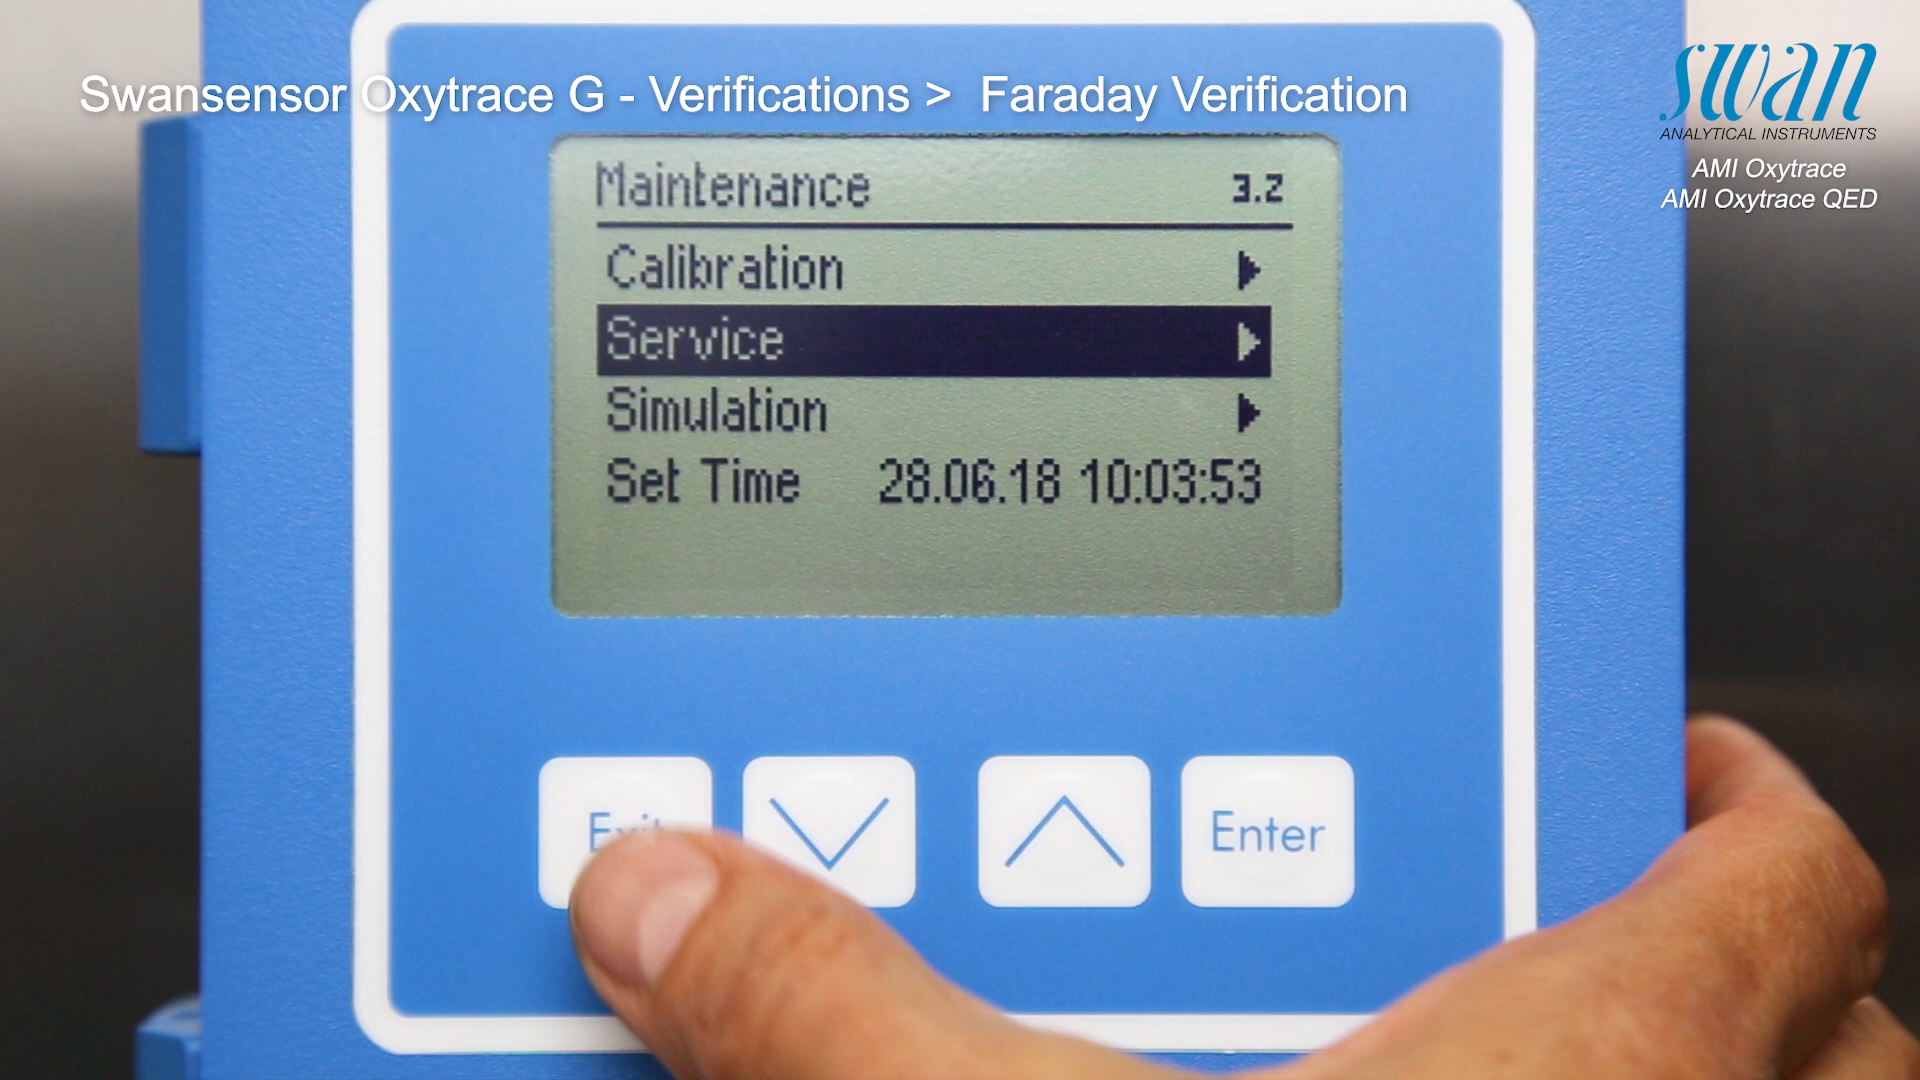 Swansensor Oxytrace G - Verifications > Faraday Verification
swan
ANALYTICAL INSTRUMENTS
AMI Oxytrace
AMI Oxytrace QED
Maintenance 3.2
Calibration
Service
Simulation
Set Time 28.06.18 10:03:53
Exit
Enter